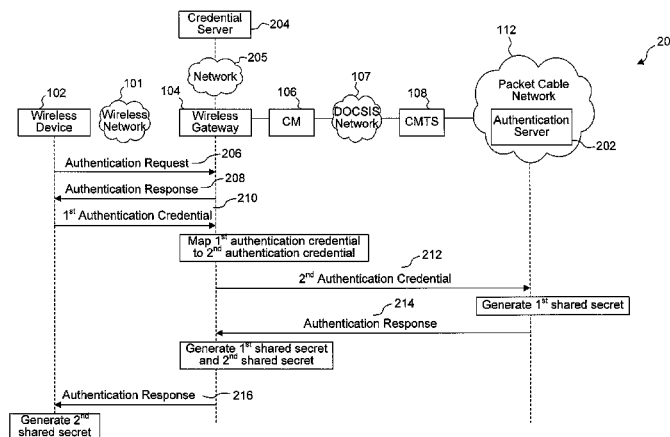 Credential
Server
204
205
Network
112
20
102
101
104
106
107
108
Packet Cable
Network
Wireless
Device
Wireless
Network
Wireless
Gateway
CM
DOCSIS
Network
CMTS
Authentication
Server
202
Authentication Request
206
208
Authentication Response
210
1st Authentication Credential
Map 1st authentication credential
to 2nd authentication credential
212
2nd Authentication Credential
Generate 1st shared secret
214
Authentication Response
Generate 1st shared secret
and 2nd shared secret
Authentication Response
216
Generate 2nd
shared secret